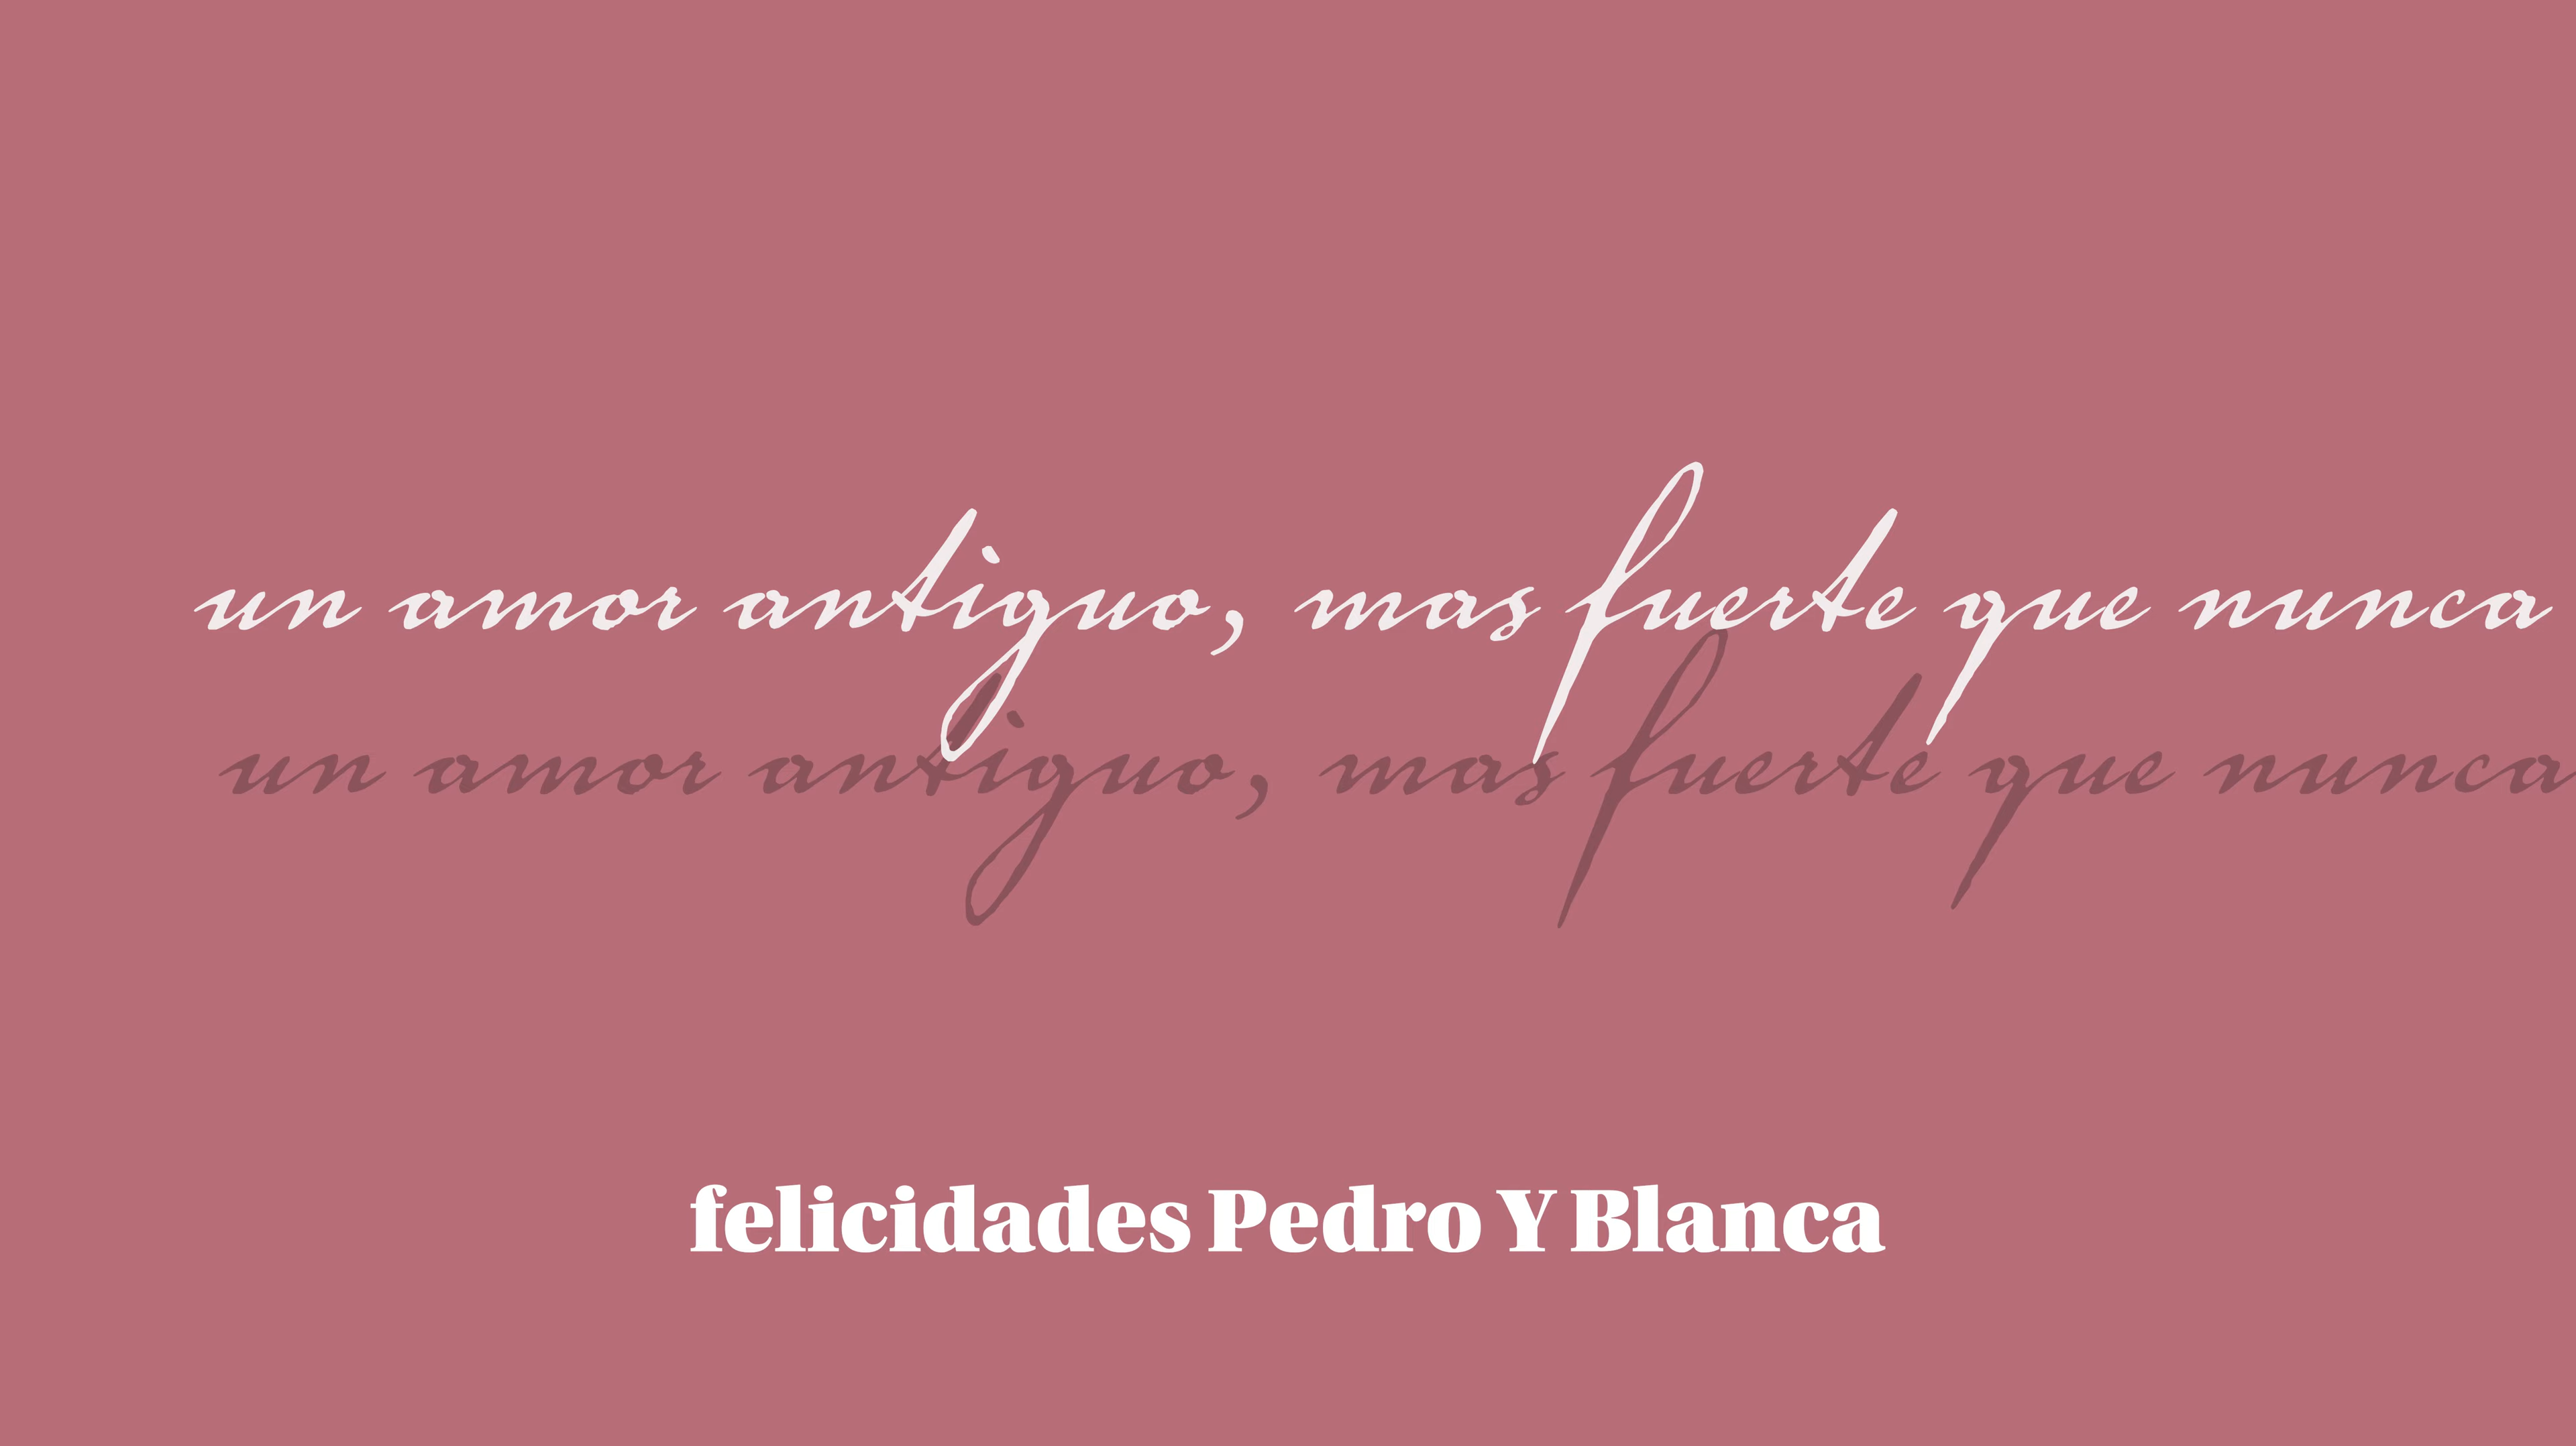 un amor antiguo, mas fuerte que nunca
un amor antiguo, mas fuerte que nunca
felicidades Pedro Y Blanca